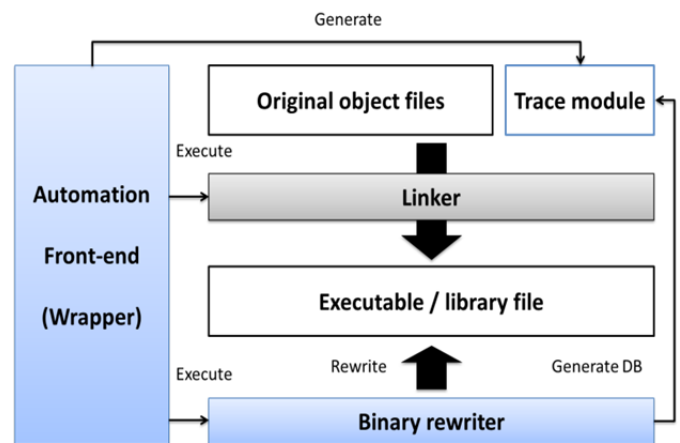 Generate
Original object files
Trace module
Execute
Automation
Front-end
(Wrapper)
Linker
Executable / library file
Execute
Rewrite
Generate DB
Binary rewriter